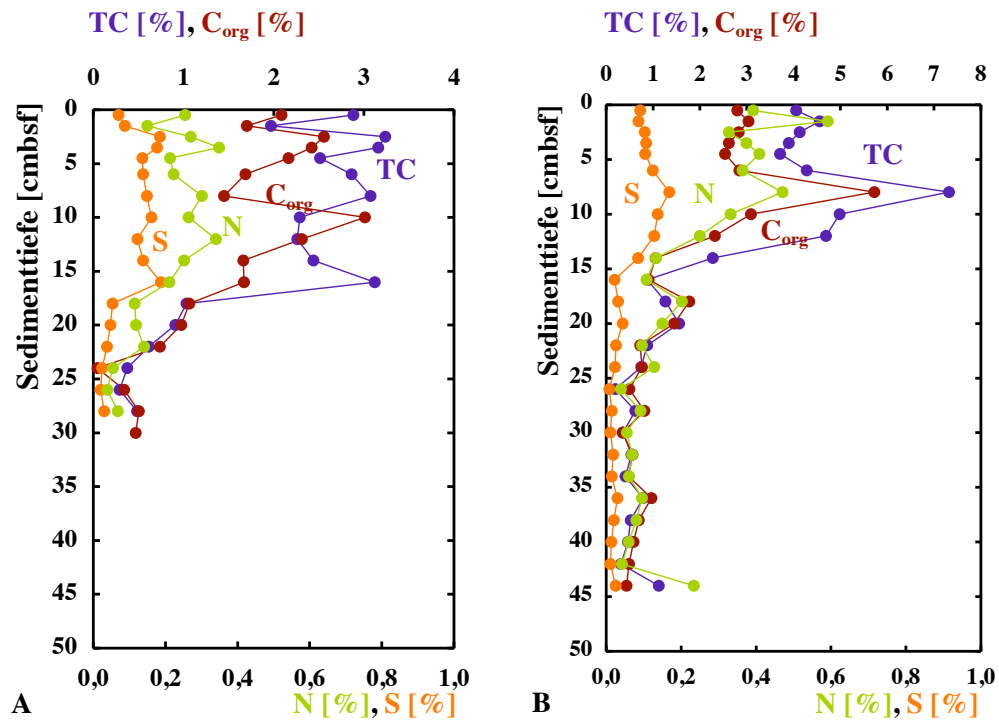 TC [%], Corg [%]
0 1 2 3 4
Sedimenttiefe [cmbsf]
0
5
10
15
20
25
30
35
40
45
50
TC
Corg
N
S
0,0 0,2 0,4 0,6 0,8 1,0
A N [%], S [%]
TC [%], Corg [%]
0 1 2 3 4 5 6 7 8
Sedimenttiefe [cmbsf]
0
5
10
15
20
25
30
35
40
45
50
TC
S
N
Corg
0,0 0,2 0,4 0,6 0,8 1,0
B N [%], S [%]